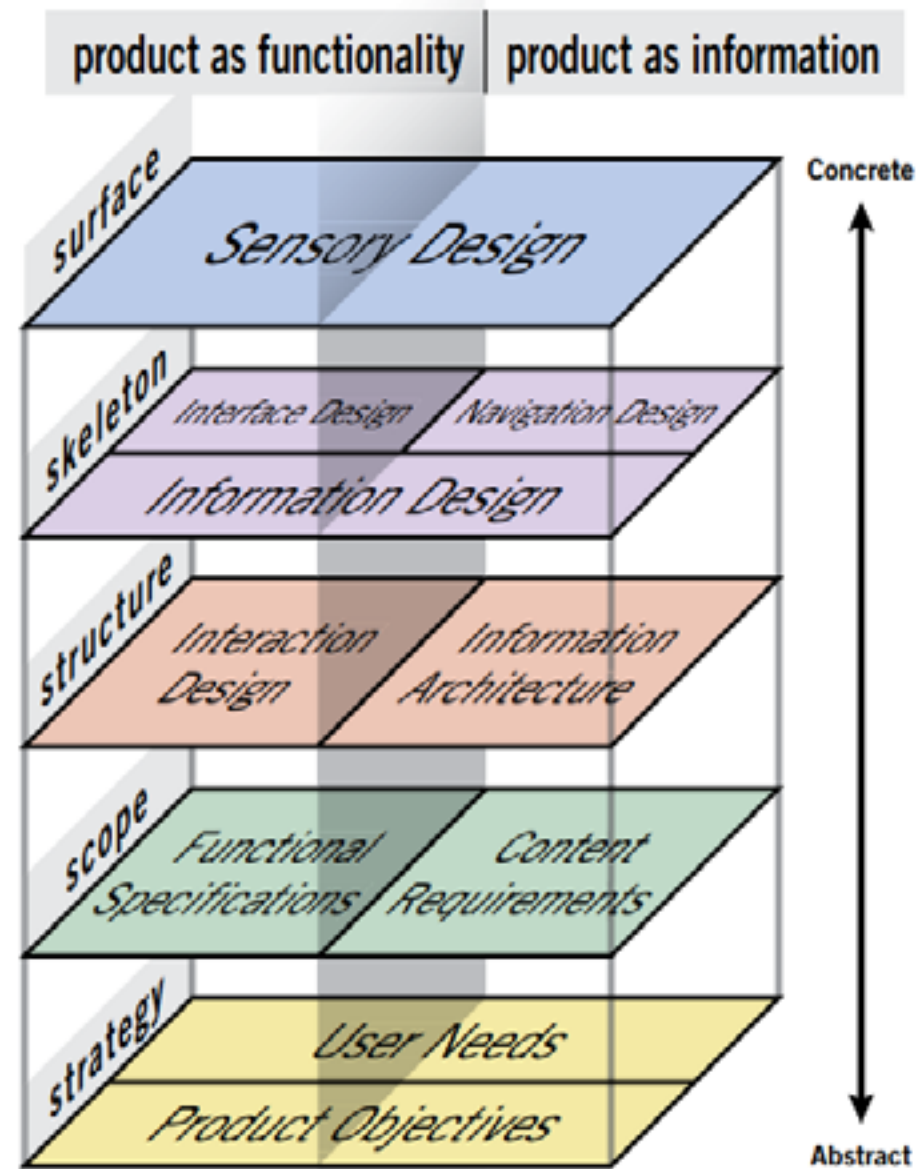 product as functionality
product as information
Concrete
surface
Sensory Design
skeleton
Interface Design
Navigation Design
Information Design
structure
Interaction
Design
Information
Architecture
scope
Functional
Specifications
Content
Requirements
strategy
User Needs
Product Objectives
Abstract